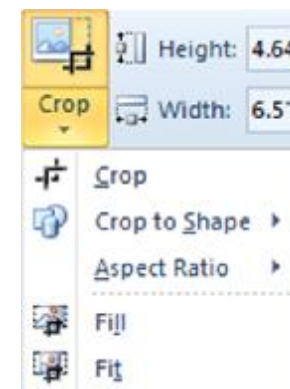 Height: 4.64
Crop
Width: 6.5
Crop
Crop to Shape
Aspect Ratio
Fill
Fit